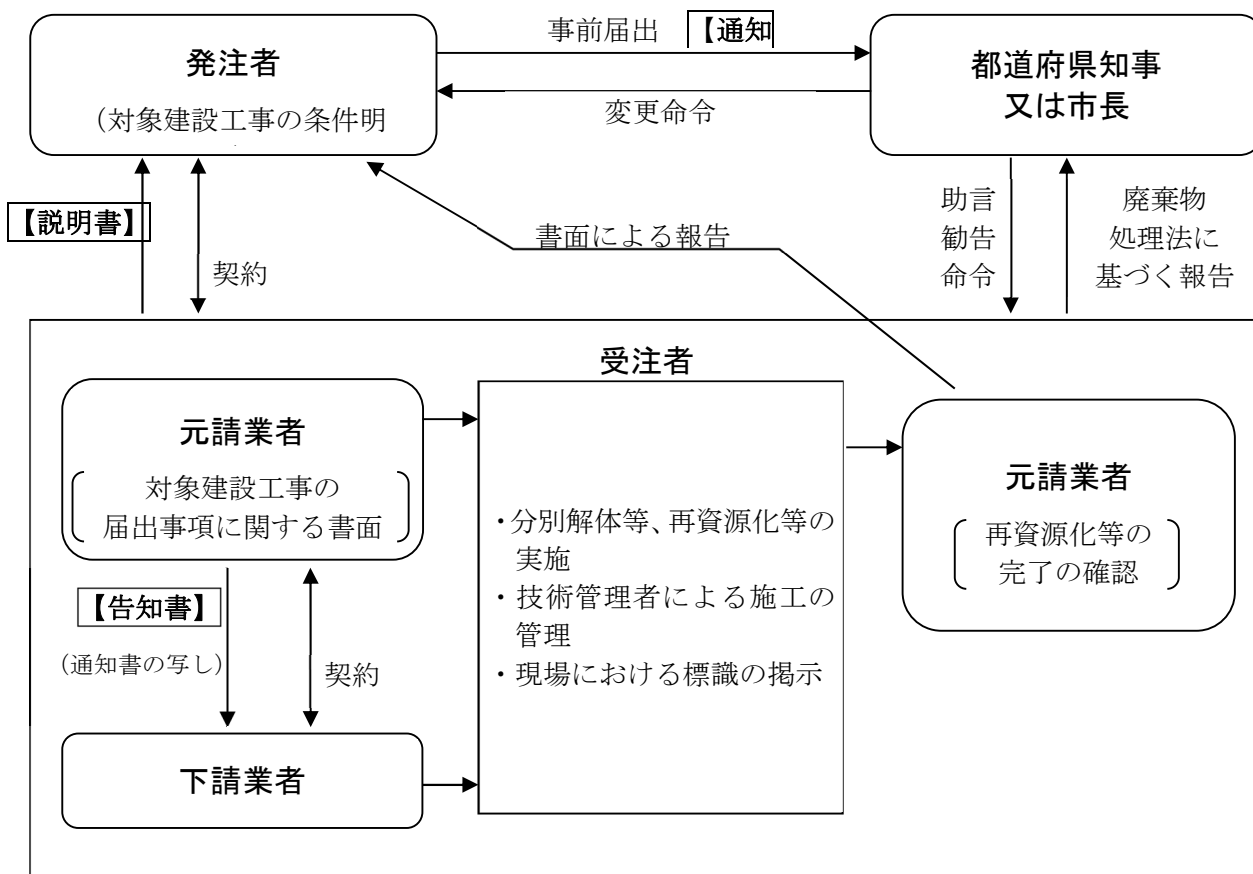 事前届出 【通知
発注者
(対象建設工事の条件明
都道府県知事
又は市長
変更命令
【説明書】
契約
書面による報告
助言
勧告
命令
廃棄物
処理法に
基づく報告
受注者
元請業者
対象建設工事の
届出事項に関する書面
【告知書】
(通知書の写し)
契約
下請業者
・分別解体等、再資源化等の
実施
・技術管理者による施工の
管理
・現場における標識の掲示
元請業者
再資源化等の
完了の確認